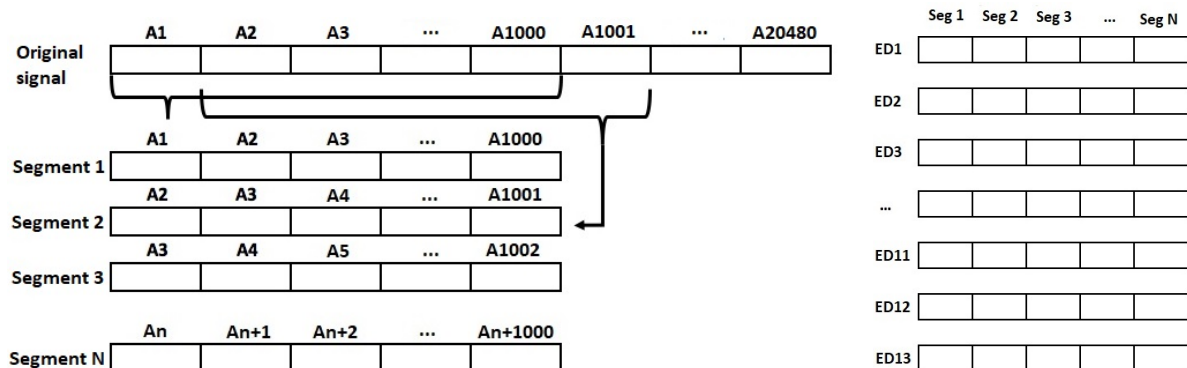 A1 A2 A3 ... A1000 A1001 ... A20480
Original
signal
A1 A2 A3 ... A1000
Segment 1
A2 A3 A4 ... A1001
Segment 2
A3 A4 A5 ... A1002
Segment 3
An An+1 An+2 ... An+1000
Segment N
Seg 1 Seg 2 Seg 3 ... Seg N
ED1
ED2
ED3
...
ED11
ED12
ED13